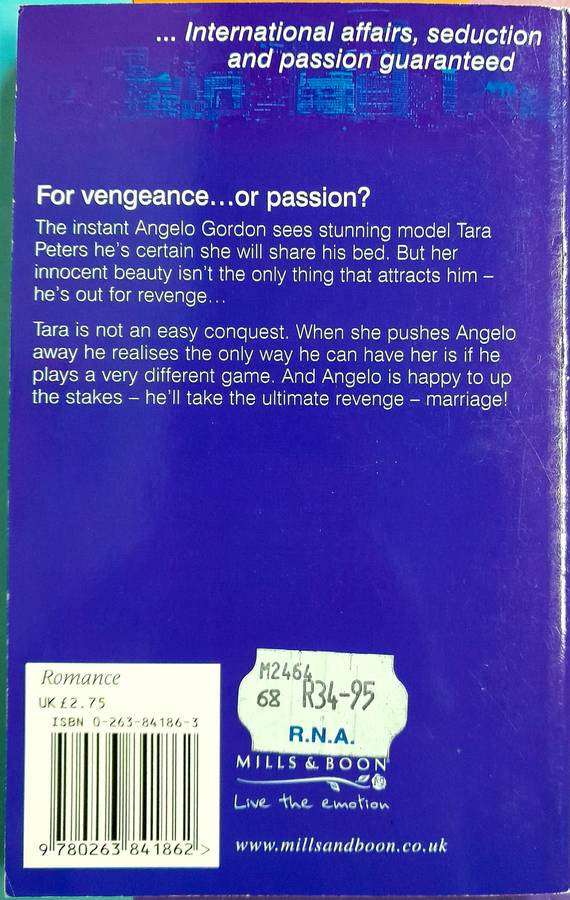 ... International affairs, seduction
and passion guaranteed
For vengeance...or passion?
The instant Angelo Gordon sees stunning model Tara
Peters he's certain she will share his bed. But her
innocent beauty isn't the only thing that attracts him –
he's out for revenge...
Tara is not an easy conquest. When she pushes Angelo
away he realises the only way he can have her is if he
plays a very different game. And Angelo is happy to up
the stakes – he'll take the ultimate revenge – marriage!
Romance
UK £2.75
ISBN 0-263-84186-3
9 780263 841862 >
M2464
68 R34-95
R.N.A.
MILLS & BOON
Live the emotion
www.millsandboon.co.uk